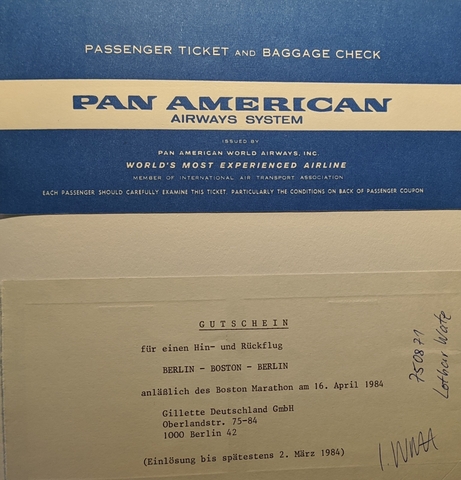 PASSENGER TICKET AND BAGGAGE CHECK
PAN AMERICAN
AIRWAYS SYSTEM
ISSUED BY
PAN AMERICAN WORLD AIRWAYS, INC.
WORLD'S MOST EXPERIENCED AIRLINE
MEMBER OF INTERNATIONAL AIR TRANSPORT ASSOCIATION
EACH PASSENGER SHOULD CAREFULLY EXAMINE THIS TICKET, PARTICULARLY THE CONDITIONS ON BACK OF PASSENGER COUPON
GUTSCHEIN
für einen Hin- und Rückflug
BERLIN - BOSTON - BERLIN
anläßlich des Boston Marathon am 16. April 1984
Gillette Deutschland GmbH
Oberlandstr. 75-84
1000 Berlin 42
(Einlösung bis spätestens 2. März 1984)
750871
Lothar